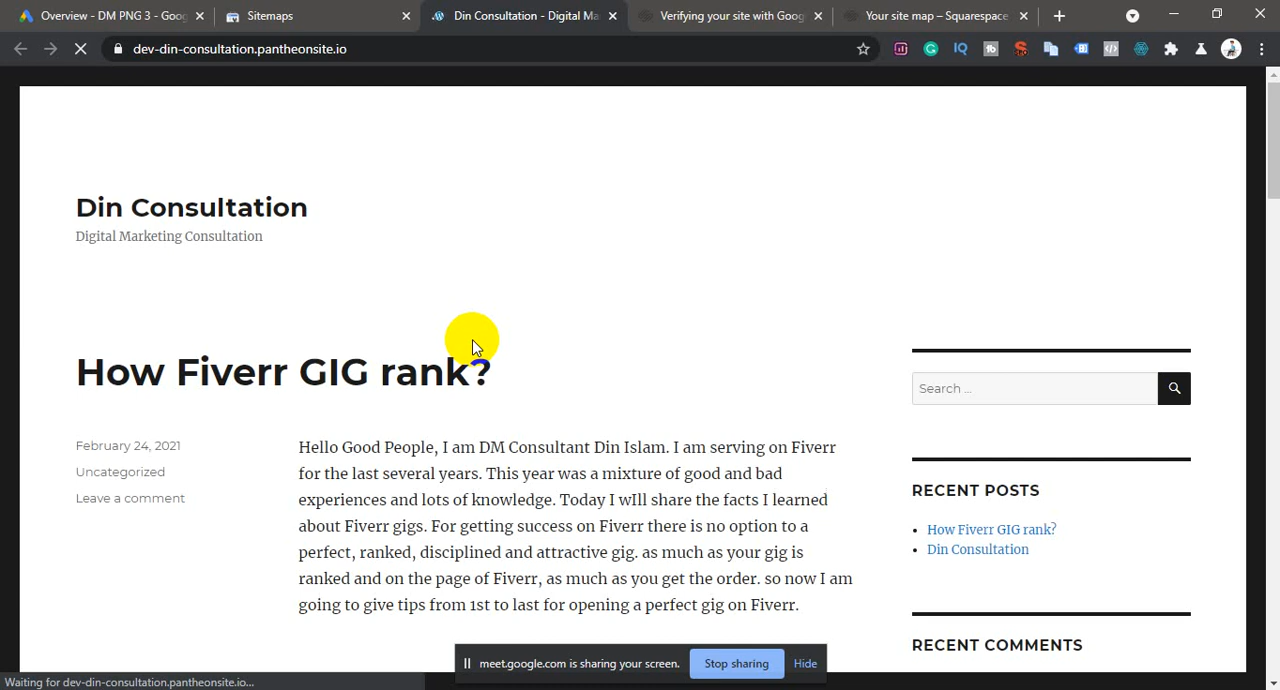 Overview - DM PNG 3 - Goog
Sitemaps
Din Consultation - Digital Ma
Verifying your site with Goog
Your site map – Squarespace
dev-din-consultation.pantheonsite.io
Din Consultation
Digital Marketing Consultation
How Fiverr GIG rank?
February 24, 2021
Uncategorized
Leave a comment
Hello Good People, I am DM Consultant Din Islam. I am serving on Fiverr
for the last several years. This year was a mixture of good and bad
experiences and lots of knowledge. Today I wIll share the facts I learned
about Fiverr gigs. For getting success on Fiverr there is no option to a
perfect, ranked, disciplined and attractive gig. as much as your gig is
ranked and on the page of Fiverr, as much as you get the order. so now I am
going to give tips from 1st to last for opening a perfect gig on Fiverr.
Search …
RECENT POSTS
How Fiverr GIG rank?
Din Consultation
RECENT COMMENTS
meet.google.com is sharing your screen.
Stop sharing
Hide
Waiting for dev-din-consultation.pantheonsite.io...